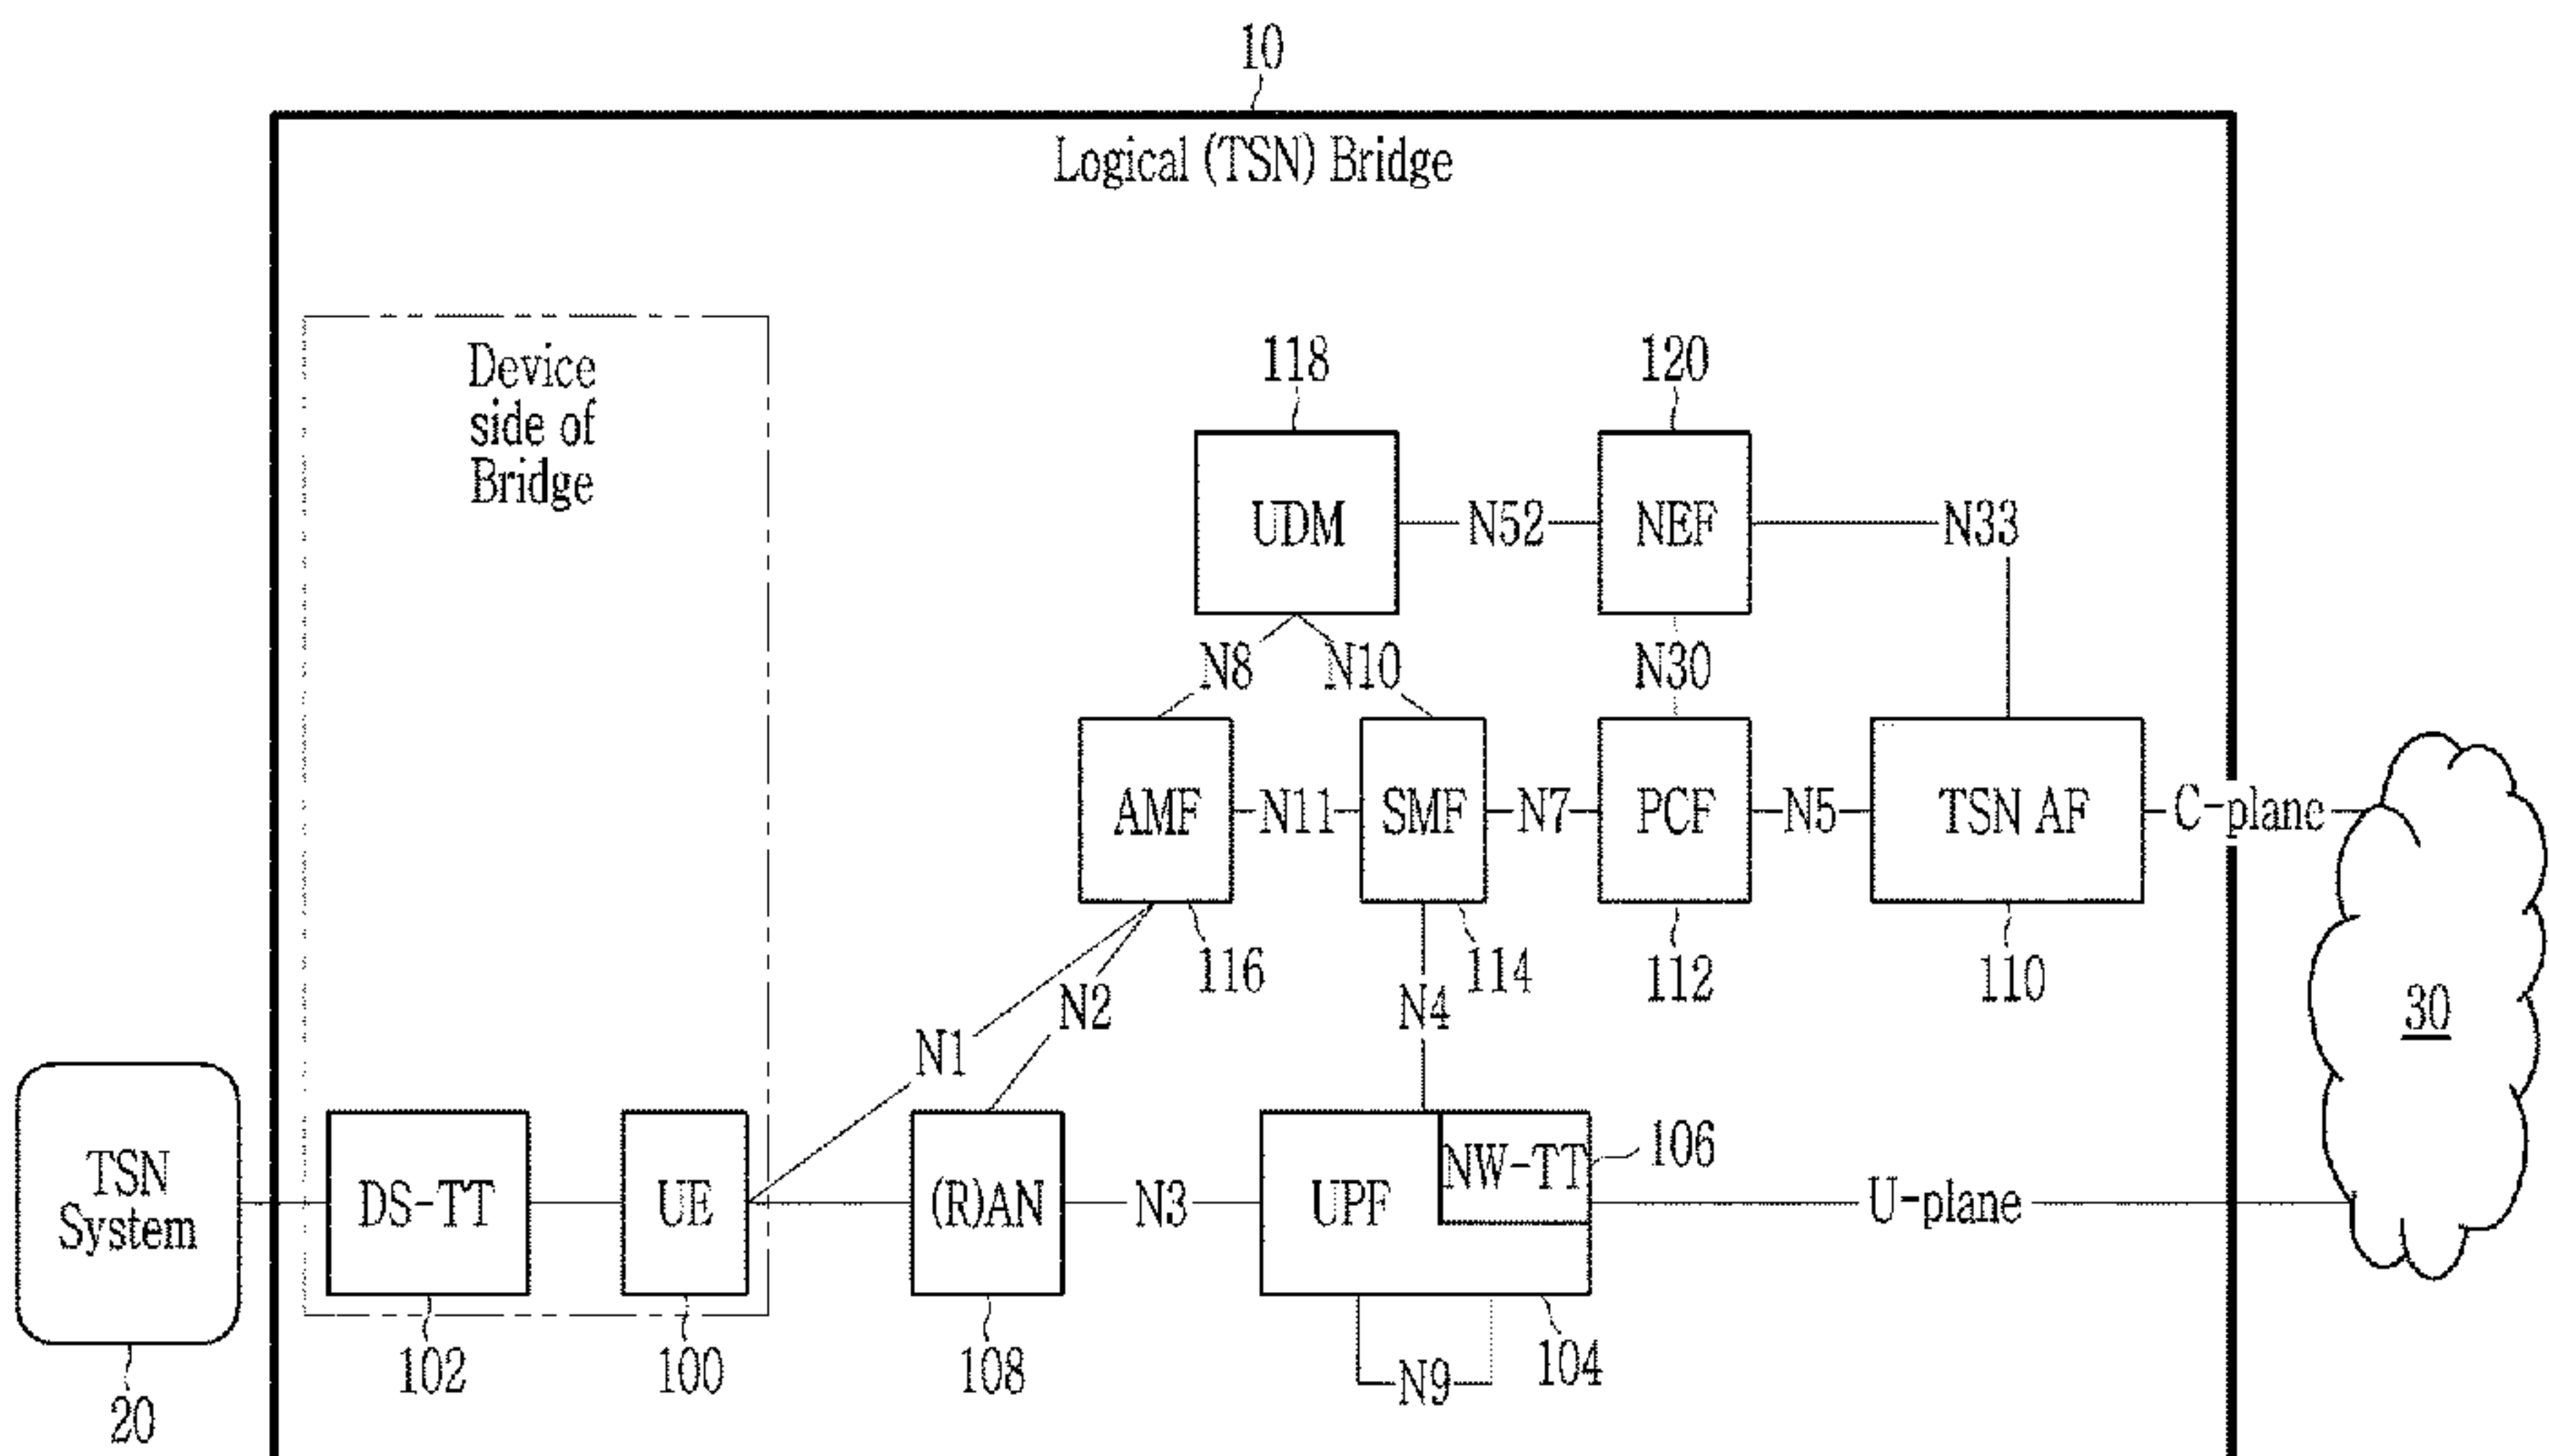 10
Logical (TSN) Bridge
Device
side of
Bridge
118
120
UDM
N52
NEF
N33
N8
N10
N30
AMF
N11
SMF
N7
PCF
N5
TSN AF
C-plane
116
114
112
110
N1
N2
N4
30
TSN
System
DS-TT
UE
(R)AN
N3
UPF
NW-TT
106
U-plane
102
100
108
N9
104
20